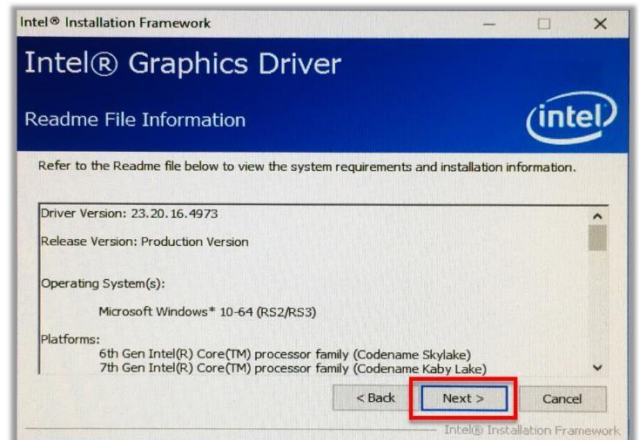 Intel® Installation Framework
Intel® Graphics Driver
Readme File Information
intel
Refer to the Readme file below to view the system requirements and installation information.
Driver Version: 23.20.16.4973
Release Version: Production Version
Operating System(s):
Microsoft Windows* 10-64 (RS2/RS3)
Platforms:
6th Gen Intel(R) Core(TM) processor family (Codename Skylake)
7th Gen Intel(R) Core(TM) processor family (Codename Kaby Lake)
< Back Next > Cancel
Intel® Installation Framework